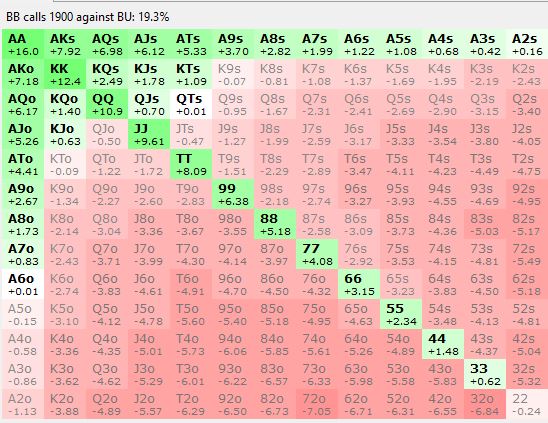 BB calls 1900 against BU: 19.3%
AA AKs AQs AJs ATs A9s A8s A7s A6s A5s A4s A3s A2s
+16.0 +7.92 +6.98 +6.12 +5.33 +3.70 +2.82 +1.99 +1.22 +1.08 +0.68 +0.42 +0.16
AKo KK KQs KJs KTs K9s K8s K7s K6s K5s K4s K3s K2s
+7.18 +12.4 +2.49 +1.78 +1.09 -0.07 -0.81 -1.08 -1.37 -1.69 -1.95 -2.19 -2.43
AQo KQo QQ QJs QTs Q9s Q8s Q7s Q6s Q5s Q4s Q3s Q2s
+6.17 +1.40 +10.9 +0.70 +0.01 -0.95 -1.67 -2.31 -2.41 -2.69 -2.90 -3.15 -3.40
AJo KJo QJo JJ JTs J9s J8s J7s J6s J5s J4s J3s J2s
+5.26 +0.63 -0.50 +9.61 -0.47 -1.27 -1.99 -2.59 -3.17 -3.33 -3.54 -3.80 -4.05
ATo KTo QTo JTo TT T9s T8s T7s T6s T5s T4s T3s T2s
+4.41 -0.09 -1.22 -1.72 +8.09 -1.51 -2.29 -2.89 -3.47 -4.11 -4.23 -4.49 -4.75
A9o K9o Q9o J9o T9o 99 98s 97s 96s 95s 94s 93s 92s
+2.67 -1.34 -2.27 -2.60 -2.83 +6.38 -2.18 -2.74 -3.27 -3.93 -4.55 -4.69 -4.95
A8o K8o Q8o J8o T8o 98o 88 87s 86s 85s 84s 83s 82s
+1.73 -2.14 -3.04 -3.36 -3.67 -3.55 +5.18 -2.58 -3.09 -3.73 -4.36 -5.03 -5.17
A7o K7o Q7o J7o T7o 97o 87o 77 76s 75s 74s 73s 72s
+0.83 -2.43 -3.71 -3.99 -4.30 -4.14 -3.97 +4.08 -2.92 -3.53 -4.15 -4.81 -5.49
A6o K6o Q6o J6o T6o 96o 86o 76o 66 65s 64s 63s 62s
+0.01 -2.74 -3.83 -4.61 -4.91 -4.70 -4.50 -4.32 +3.15 -3.23 -3.83 -4.50 -5.18
A5o K5o Q5o J5o T5o 95o 85o 75o 65o 55 54s 53s 52s
-0.15 -3.10 -4.12 -4.78 -5.60 -5.40 -5.18 -4.95 -4.63 +2.34 -3.48 -4.13 -4.81
A4o K4o Q4o J4o T4o 94o 84o 74o 64o 54o 44 43s 42s
-0.58 -3.36 -4.35 -5.01 -5.73 -6.06 -5.85 -5.61 -5.26 -4.89 +1.48 -4.37 -5.04
A3o K3o Q3o J3o T3o 93o 83o 73o 63o 53o 43o 33 32s
-0.86 -3.62 -4.62 -5.29 -6.01 -6.22 -6.57 -6.33 -5.98 -5.58 -5.83 +0.62 -5.32
A2o K2o Q2o J2o T2o 92o 82o 72o 62o 52o 42o 32o 22
-1.13 -3.88 -4.89 -5.57 -6.29 -6.50 -6.73 -7.05 -6.71 -6.31 -6.55 -6.84 -0.24